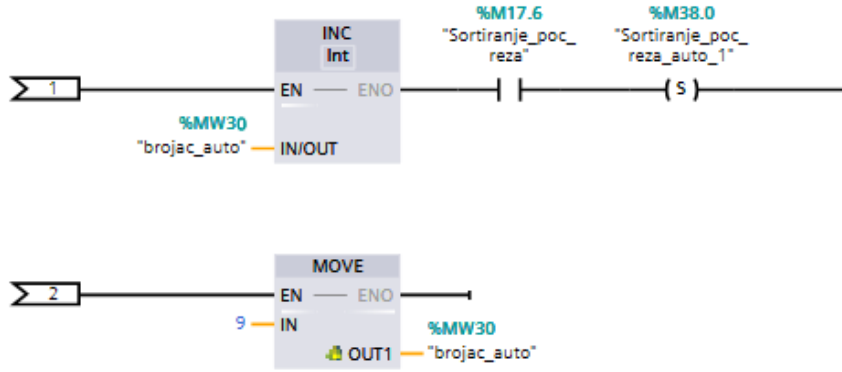 %M17.6
"Sortiranje_poc_
reza"
%M38.0
"Sortiranje_poc_
reza_auto_1"
INC
Int
1
EN
ENO
S
%MW30
"brojac_auto"
IN/OUT
MOVE
2
EN
ENO
9
IN
OUT1
%MW30
"brojac_auto"